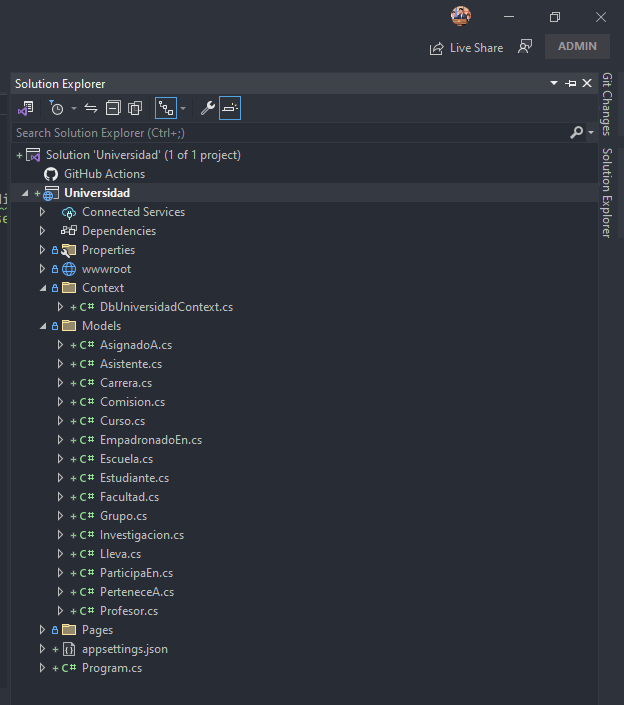 Live Share
ADMIN
Solution Explorer
Search Solution Explorer (Ctrl+;)
Solution 'Universidad' (1 of 1 project)
GitHub Actions
Universidad
Connected Services
Dependencies
Properties
wwwroot
Context
C# DbUniversidadContext.cs
Models
C# AsignadoA.cs
C# Asistente.cs
C# Carrera.cs
C# Comision.cs
C# Curso.cs
C# EmpadronadoEn.cs
C# Escuela.cs
C# Estudiante.cs
C# Facultad.cs
C# Grupo.cs
C# Investigacion.cs
C# Lleva.cs
C# ParticipaEn.cs
C# PerteneceA.cs
C# Profesor.cs
Pages
appsettings.json
C# Program.cs
Git Changes
Solution Explorer